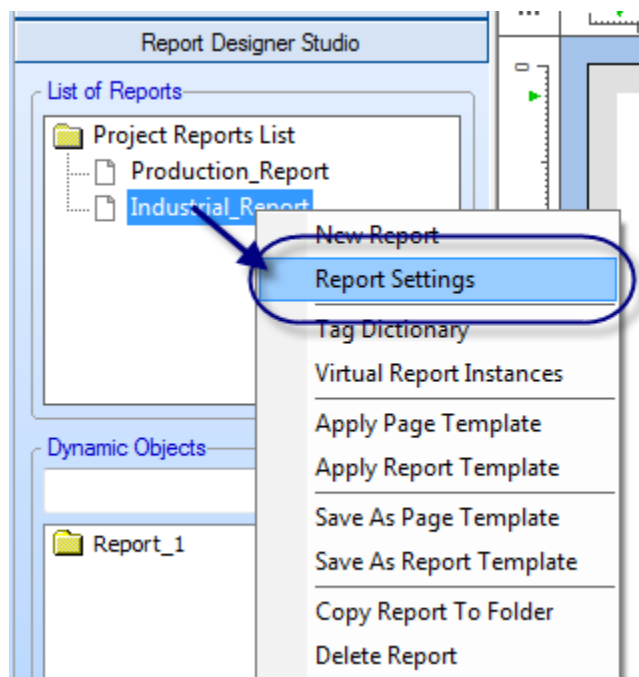 Report Designer Studio
List of Reports
Project Reports List
Production_Report
Industrial_Report
New Report
Report Settings
Tag Dictionary
Virtual Report Instances
Apply Page Template
Apply Report Template
Save As Page Template
Save As Report Template
Copy Report To Folder
Delete Report
Dynamic Objects
Report_1